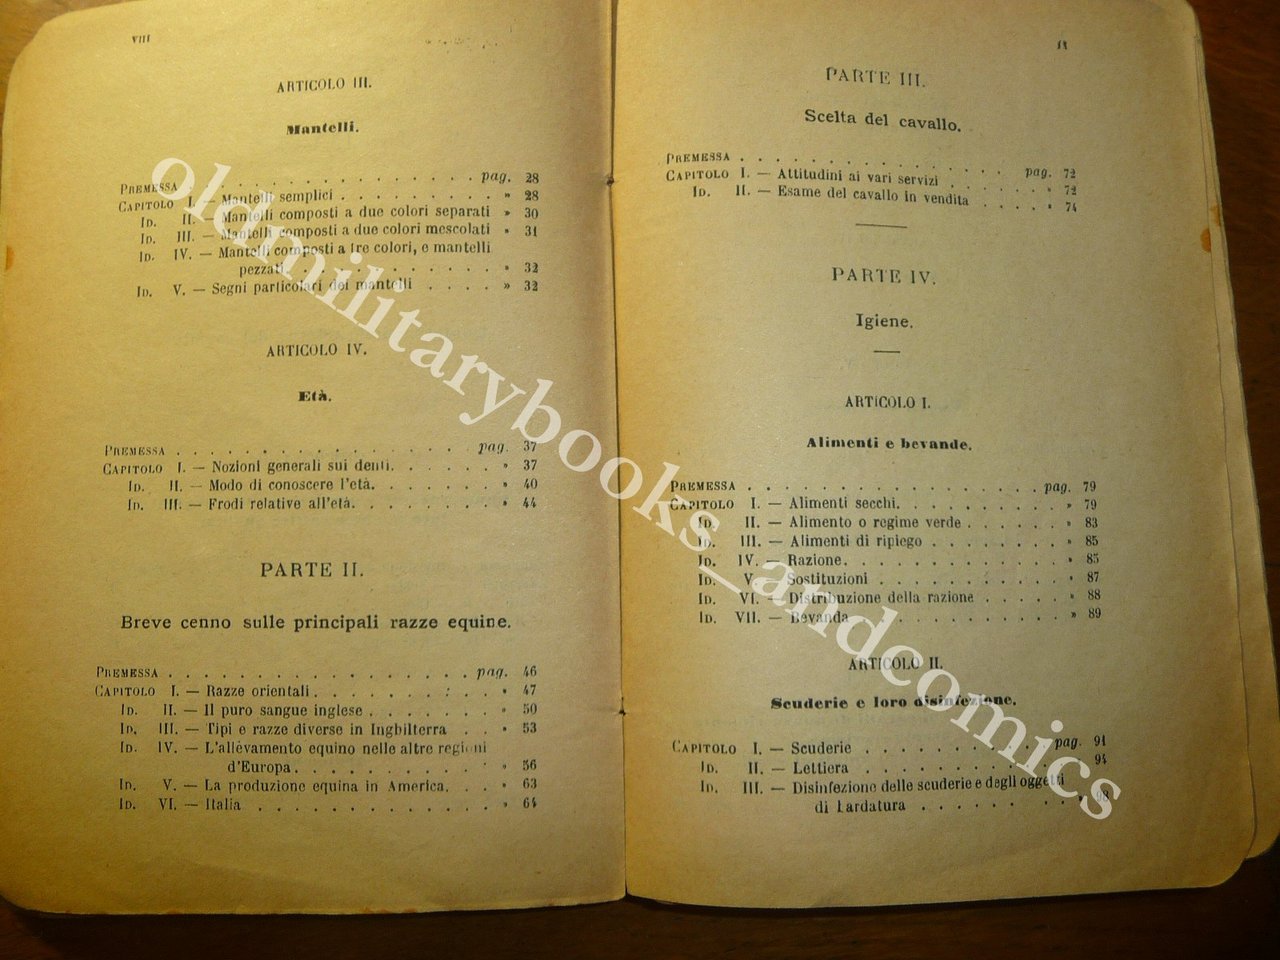 VIII
ARTICOLO III.
Mantelli.
PREMESSA . . . . . . . . . . . . . . . . pag. 28
CAPITOLO I. — Mantelli semplici . . . . . . . . . » 28
ID. II. — Mantelli composti a due colori separati » 30
ID. III. — Mantelli composti a due colori mescolati » 31
ID. IV. — Mantelli composti a tre colori, e mantelli
pezzati . . . . . . . . . . . . » 32
ID. V. — Segni particolari dei mantelli . . . . » 32
ARTICOLO IV.
Età.
PREMESSA . . . . . . . . . . . . . . . . pag. 37
CAPITOLO I. — Nozioni generali sui denti. . . . . . . » 37
ID. II. — Modo di conoscere l'età. . . . . . . . » 40
ID. III. — Frodi relative all'età. . . . . . . . . » 44
PARTE II.
Breve cenno sulle principali razze equine.
PREMESSA . . . . . . . . . . . . . . . . pag. 46
CAPITOLO I. — Razze orientali . . . . . . . . . . » 47
ID. II. — Il puro sangue inglese . . . . . . . » 50
ID. III. — Tipi e razze diverse in Inghilterra . . » 53
ID. IV. — L'allevamento equino nelle altre regioni
d'Europa. . . . . . . . . . . » 56
ID. V. — La produzione equina in America. . . » 63
ID. VI. — Italia . . . . . . . . . . . . . » 64
PARTE III.
Scelta del cavallo.
PREMESSA . . . . . . . . . . . . . . . . pag. 72
CAPITOLO I. — Attitudini ai vari servizi . . . . . » 72
ID. II. — Esame del cavallo in vendita . . . . » 74
PARTE IV.
Igiene.
ARTICOLO I.
Alimenti e bevande.
PREMESSA . . . . . . . . . . . . . . . . pag. 79
CAPITOLO I. — Alimenti secchi. . . . . . . . . . » 79
ID. II. — Alimento o regime verde . . . . . . » 83
ID. III. — Alimenti di ripiego . . . . . . . . » 85
ID. IV. — Razione. . . . . . . . . . . . . » 85
ID. V. — Sostituzioni . . . . . . . . . . . » 87
ID. VI. — Distribuzione della razione . . . . . » 88
ID. VII. — Bevanda . . . . . . . . . . . . » 89
ARTICOLO II.
Scuderie e loro disinfezione.
CAPITOLO I. — Scuderie . . . . . . . . . . . pag. 91
ID. II. — Lettiera . . . . . . . . . . . . . 94
ID. III. — Disinfezione delle scuderie e degli oggetti
di bardatura . . . . . . . . . » 98
oldmilitarybooks_andcomics